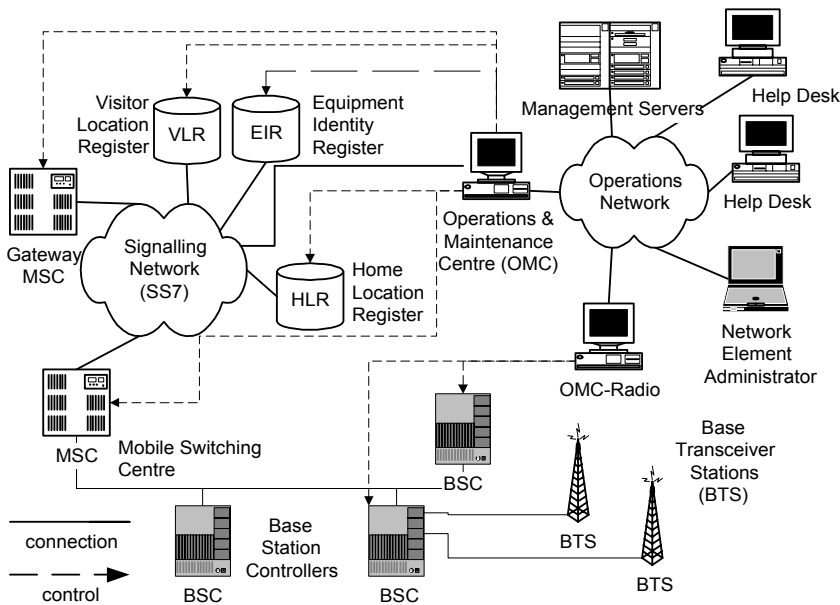 Visitor
Location
Register
VLR
EIR
Equipment
Identity
Register
Management Servers
Help Desk
Help Desk
Operations
Network
Gateway
MSC
Signalling
Network
(SS7)
Operations &
Maintenance
Centre (OMC)
HLR
Home
Location
Register
Network
Element
Administrator
OMC-Radio
MSC
Mobile Switching
Centre
BSC
Base
Transceiver
Stations
(BTS)
connection
control
BSC
Base
Station
Controllers
BSC
BTS
BTS